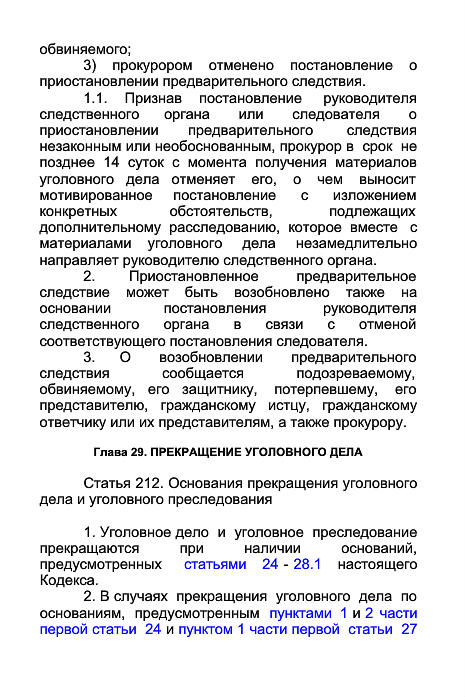 обвиняемого;
3) прокурором отменено постановление о
приостановлении предварительного следствия.
1.1. Признав постановление руководителя
следственного органа или следователя о
приостановлении предварительного следствия
незаконным или необоснованным, прокурор в срок не
позднее 14 суток с момента получения материалов
уголовного дела отменяет его, о чем выносит
мотивированное постановление с изложением
конкретных обстоятельств, подлежащих
дополнительному расследованию, которое вместе с
материалами уголовного дела незамедлительно
направляет руководителю следственного органа.
2. Приостановленное предварительное
следствие может быть возобновлено также на
основании постановления руководителя
следственного органа в связи с отменой
соответствующего постановления следователя.
3. О возобновлении предварительного
следствия сообщается подозреваемому,
обвиняемому, его защитнику, потерпевшему, его
представителю, гражданскому истцу, гражданскому
ответчику или их представителям, а также прокурору.
Глава 29. ПРЕКРАЩЕНИЕ УГОЛОВНОГО ДЕЛА
Статья 212. Основания прекращения уголовного
дела и уголовного преследования
1. Уголовное дело и уголовное преследование
прекращаются при наличии оснований,
предусмотренных статьями 24 - 28.1 настоящего
Кодекса.
2. В случаях прекращения уголовного дела по
основаниям, предусмотренным пунктами 1 и 2 части
первой статьи 24 и пунктом 1 части первой статьи 27